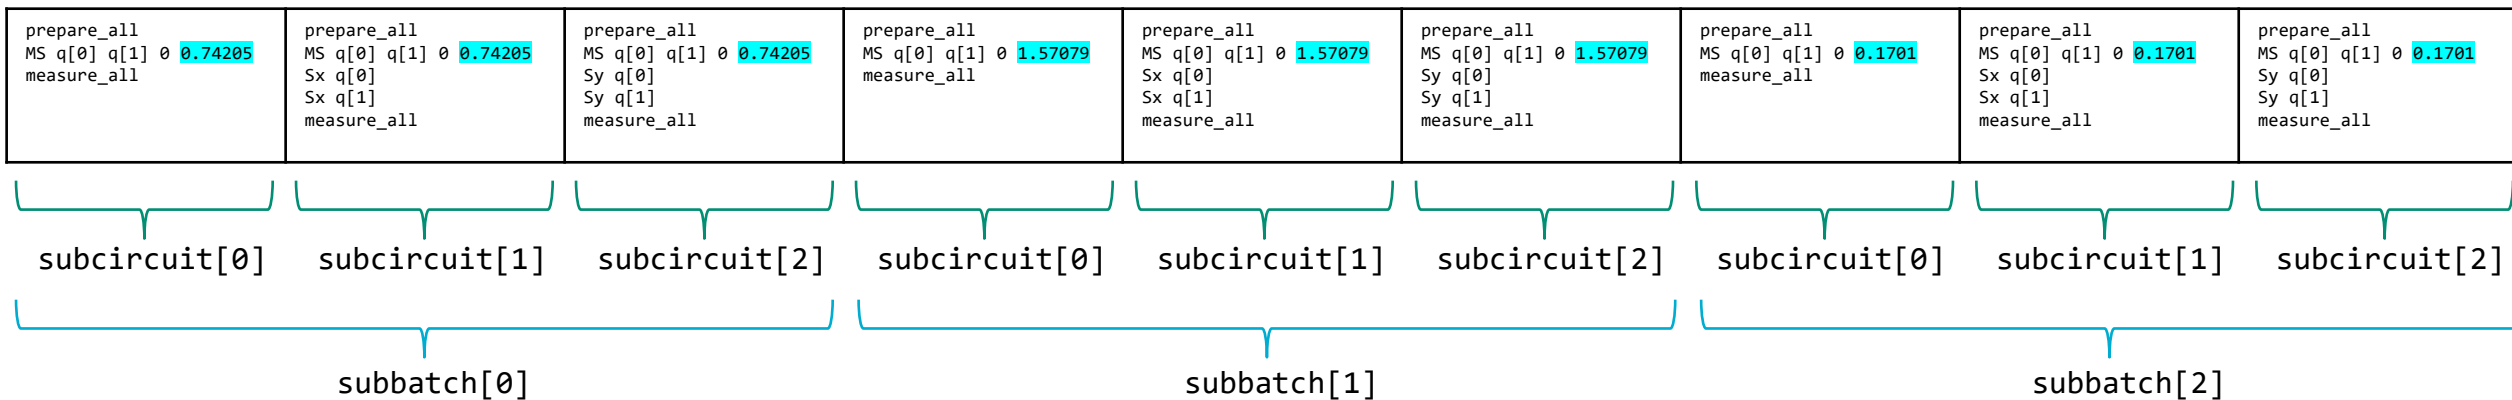 prepare_all
MS q[0] q[1] 0 0.74205
measure_all
prepare_all
MS q[0] q[1] 0 0.74205
Sx q[0]
Sx q[1]
measure_all
prepare_all
MS q[0] q[1] 0 0.74205
Sy q[0]
Sy q[1]
measure_all
prepare_all
MS q[0] q[1] 0 1.57079
measure_all
prepare_all
MS q[0] q[1] 0 1.57079
Sx q[0]
Sx q[1]
measure_all
prepare_all
MS q[0] q[1] 0 1.57079
Sy q[0]
Sy q[1]
measure_all
prepare_all
MS q[0] q[1] 0 0.1701
measure_all
prepare_all
MS q[0] q[1] 0 0.1701
Sx q[0]
Sx q[1]
measure_all
prepare_all
MS q[0] q[1] 0 0.1701
Sy q[0]
Sy q[1]
measure_all
subcircuit[0]
subcircuit[1]
subcircuit[2]
subcircuit[0]
subcircuit[1]
subcircuit[2]
subcircuit[0]
subcircuit[1]
subcircuit[2]
subbatch[0]
subbatch[1]
subbatch[2]